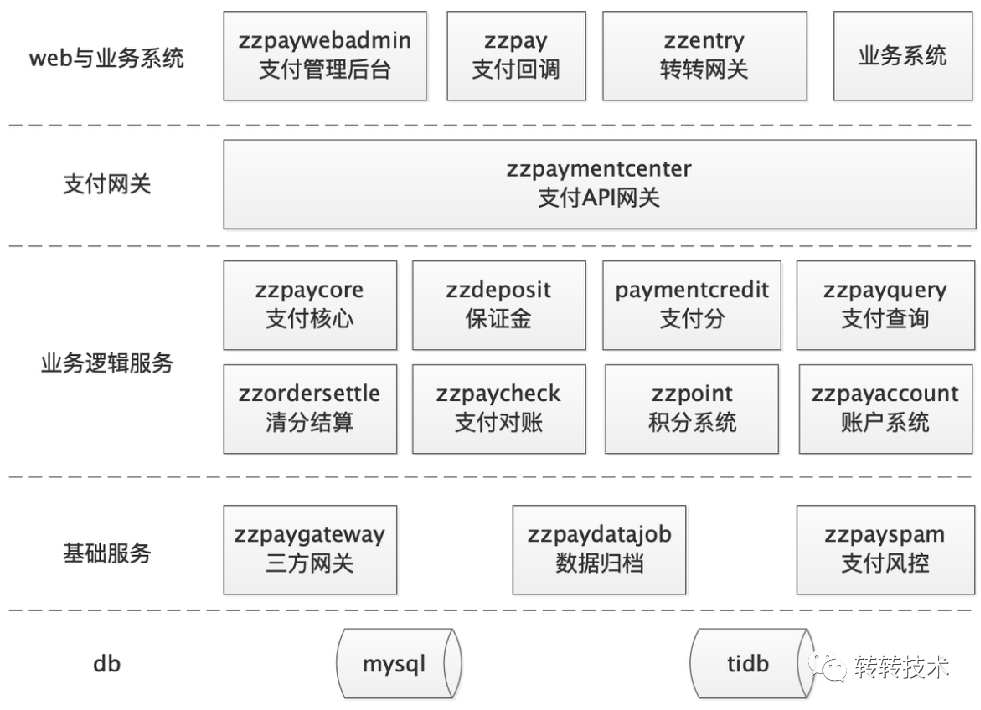 web与业务系统
zzpaywebadmin
支付管理后台
zzpay
支付回调
zzentry
转转网关
业务系统
支付网关
zzpaymentcenter
支付API网关
业务逻辑服务
zzpaycore
支付核心
zzdeposit
保证金
paymentcredit
支付分
zzpayquery
支付查询
zzordersettle
清分结算
zzpaycheck
支付对账
zzpoint
积分系统
zzpayaccount
账户系统
基础服务
zzpaygateway
三方网关
zzpaydatajob
数据归档
zzpayspam
支付风控
db
mysql
tidb
转转技术